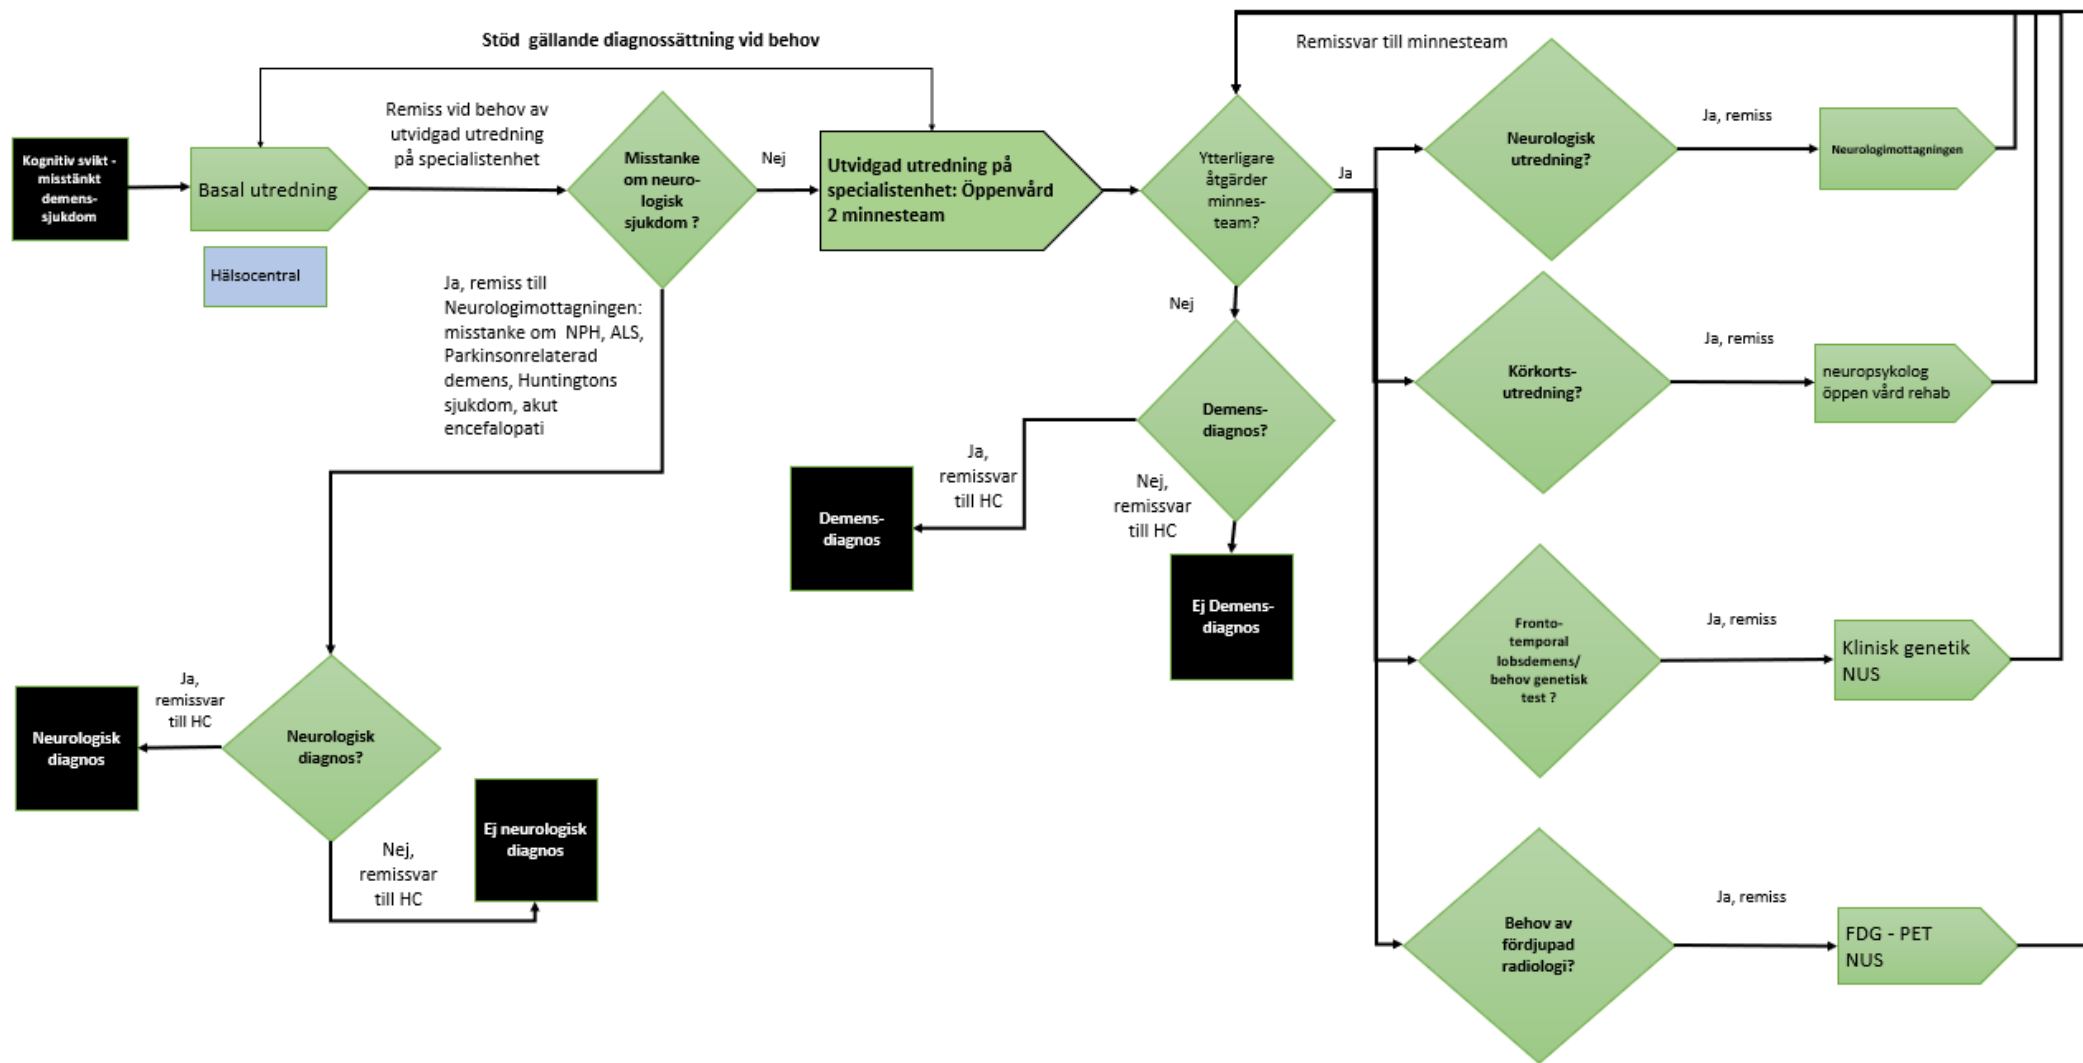 Stöd gällande diagnossättning vid behov
Remissvar till minnesteam
Kognitiv svikt -
misstänkt
demens-
sjukdom
Basal utredning
Hälsocentral
Remiss vid behov av
utvidgad utredning
på specialistenhet
Misstanke
om neuro-
logisk
sjukdom ?
Nej
Utvidgad utredning på
specialistenhet: Öppenvård
2 minnesteam
Ytterligare
åtgärder
minnes-
team?
Ja
Neurologisk
utredning?
Ja, remiss
Neurologimottagningen
Ja, remiss till
Neurologimottagningen:
misstanke om NPH, ALS,
Parkinsonrelaterad
demens, Huntingtons
sjukdom, akut
encefalopati
Nej
Demens-
diagnos?
Ja,
remissvar
till HC
Nej,
remissvar
till HC
Demens-
diagnos
Ej Demens-
diagnos
Körkorts-
utredning?
Ja, remiss
neuropsykolog
öppen vård rehab
Fronto-
temporal
lobsdemens/
behov genetisk
test ?
Ja, remiss
Klinisk genetik
NUS
Ja,
remissvar
till HC
Neurologisk
diagnos
Neurologisk
diagnos?
Nej,
remissvar
till HC
Ej neurologisk
diagnos
Behov av
fördjupad
radiologi?
Ja, remiss
FDG - PET
NUS